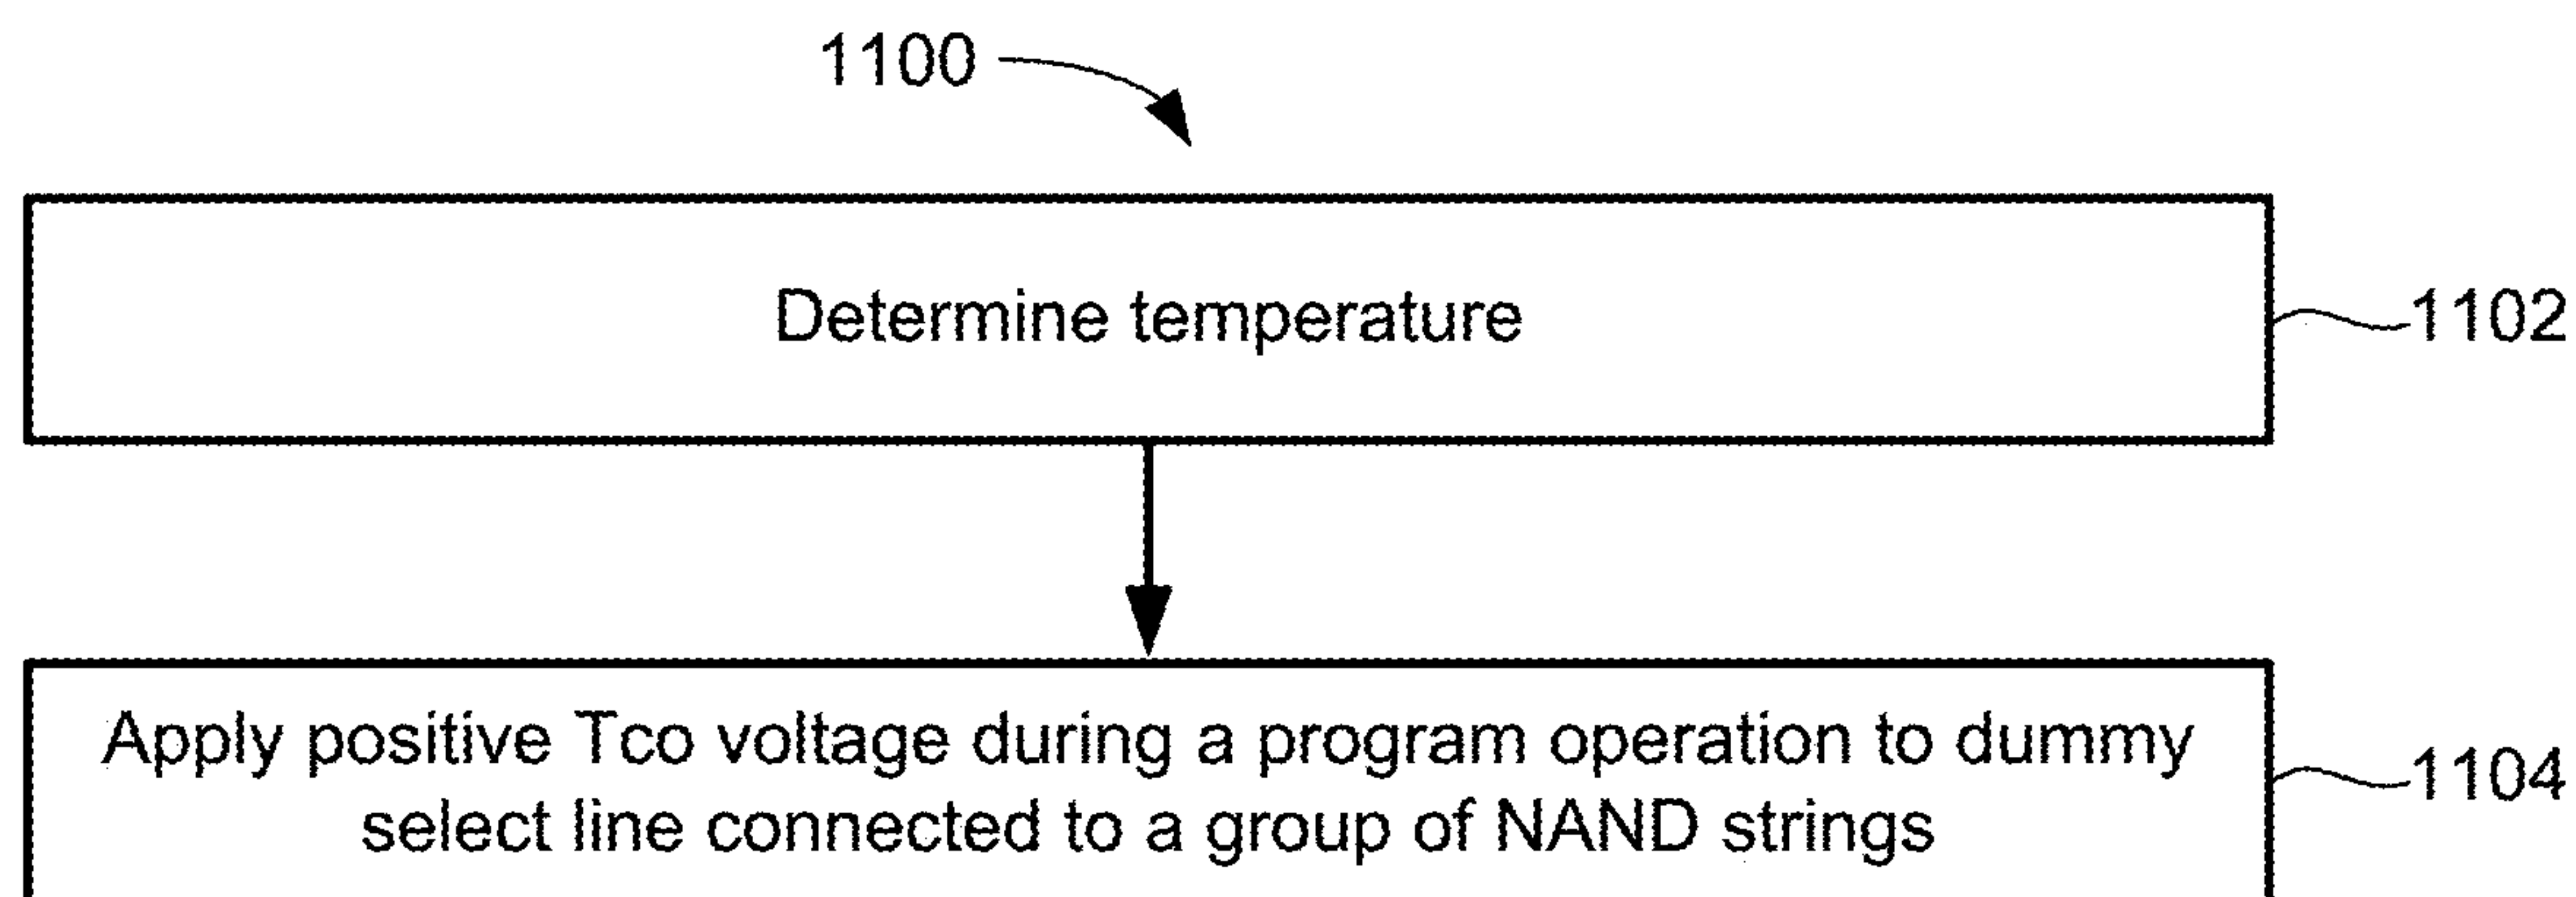 1100
Determine temperature
1102
Apply positive Tco voltage during a program operation to dummy
select line connected to a group of NAND strings
1104